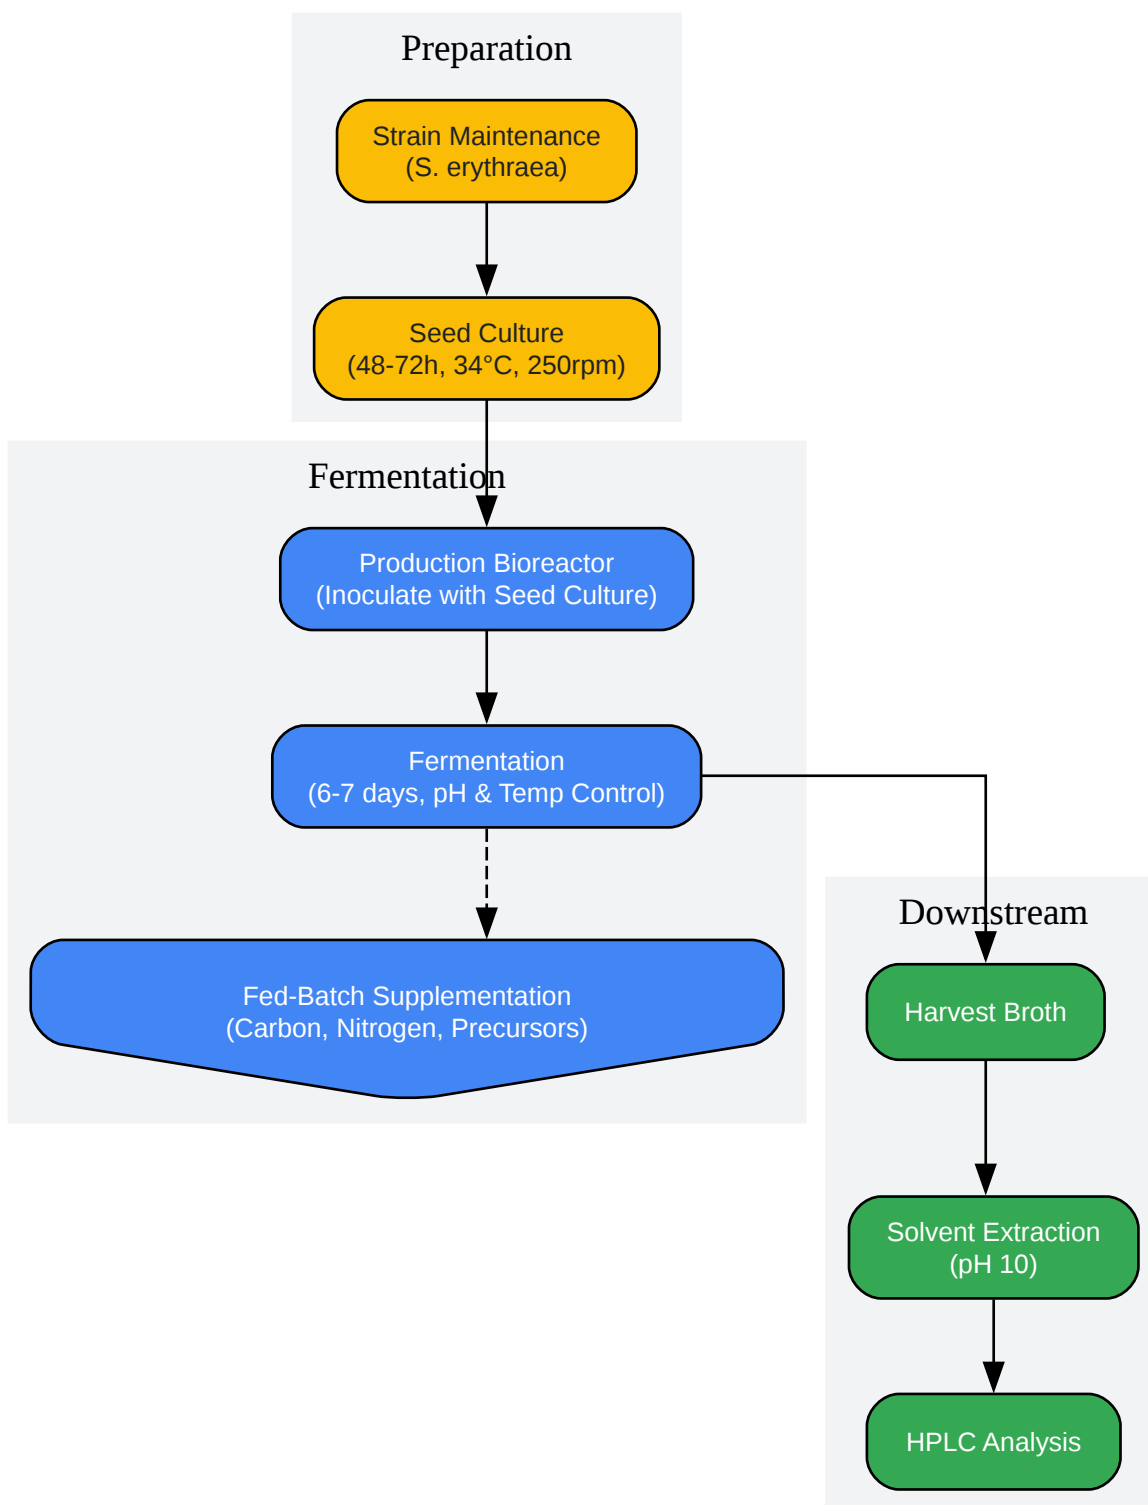 Preparation
Strain Maintenance
(S. erythraea)
Seed Culture
(48-72h, 34°C, 250rpm)
Fermentation
Production Bioreactor
(Inoculate with Seed Culture)
Fermentation
(6-7 days, pH & Temp Control)
Fed-Batch Supplementation
(Carbon, Nitrogen, Precursors)
Downstream
Harvest Broth
Solvent Extraction
(pH 10)
HPLC Analysis